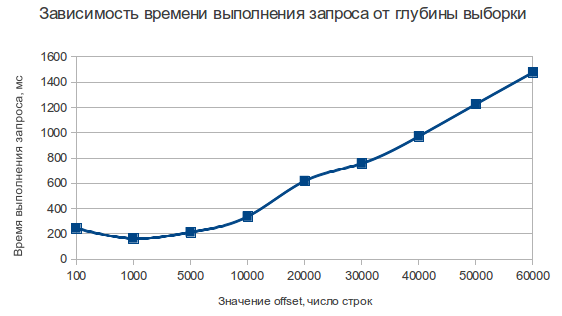 Зависимость времени выполнения запроса от глубины выборки
Время выполнения запроса, мс
1600
1400
1200
1000
800
600
400
200
0
100 1000 5000 10000 20000 30000 40000 50000 60000
Значение offset, число строк